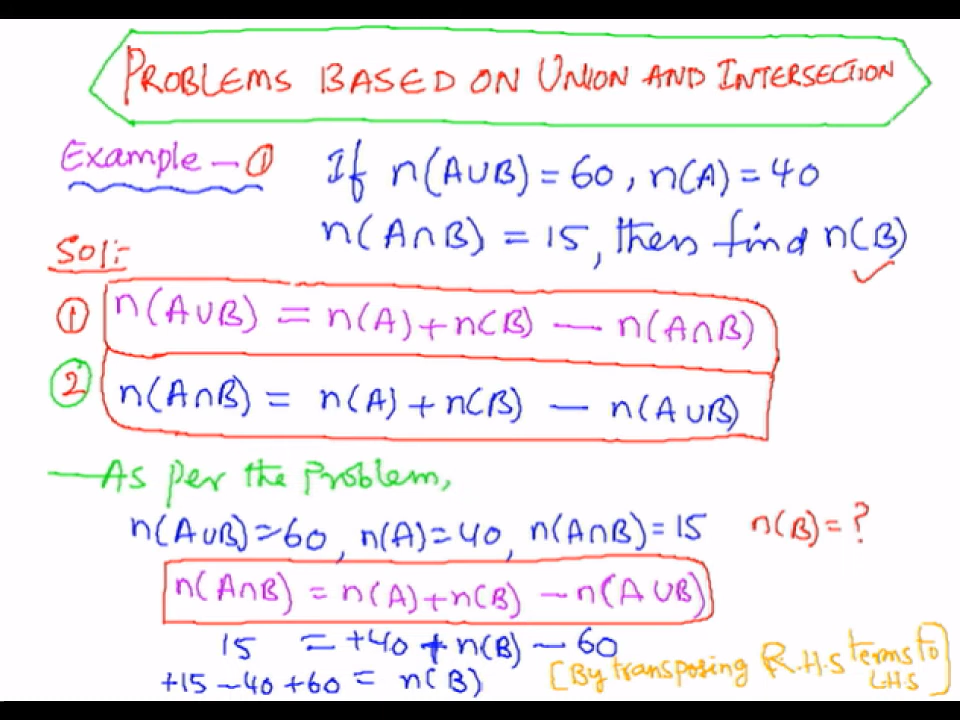 PROBLEMS BASED ON UNION AND INTERSECTION
Example - ① If n(A∪B) = 60, n(A) = 40
n(A∩B) = 15, then find n(B)
Sol:-
① n(A∪B) = n(A) + n(B) — n(A∩B)
② n(A∩B) = n(A) + n(B) — n(A∪B)
— As per the Problem,
n(A∪B) = 60, n(A) = 40, n(A∩B) = 15 n(B) = ?
n(A∩B) = n(A) + n(B) — n(A∪B)
15 = +40 + n(B) — 60
+15 - 40 + 60 = n(B) [By transposing R.H.S terms to L.H.S]